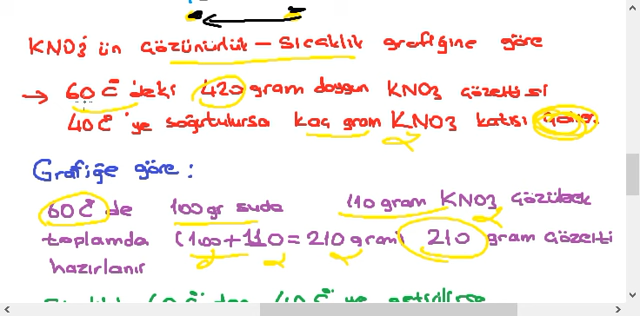 KNO3'ün çözünürlük - sıcaklık grafiğine göre
→ 60 C°'deki 420 gram doygun KNO3 çözeltisi
40 C°'ye soğutulursa kaç gram KNO3 katısı çöker.
Grafiğe göre :
60 C° de 100 gr suda 110 gram KNO3 çözülecek
toplamda (100+110=210 gram) 210 gram çözelti
hazırlanır